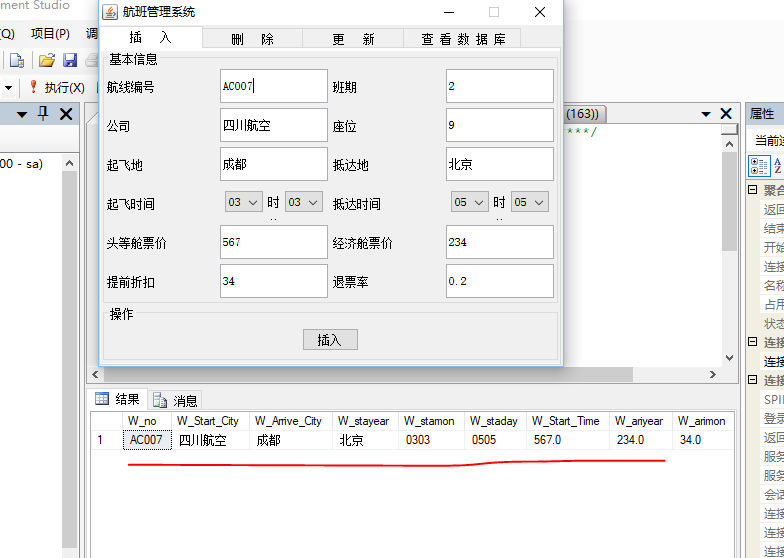 ment Studio
航班管理系统
Q) 项目(P) 调
插 入 删 除 更 新 查 看 数 据 库
基本信息
执行(X)
航线编号 AC007 班期 2
(163))
属性
公司 四川航空 座位 9
***/
当前连
00 - sa)
起飞地 成都 抵达地 北京
聚合
返回
起飞时间 03 时 03 抵达时间 05 时 05
结束
开始
头等舱票价 567 经济舱票价 234
连接
名称
提前折扣 34 退票率 0.2
占用
操作
状态
插入
连接
连接
连接
结果 消息
SPI
登录
W_no W_Start_City W_Arrive_City W_stayear W_stamon W_staday W_Start_Time W_ariyear W_arimon
1 AC007 四川航空 成都 北京 0303 0505 567.0 234.0 34.0
返回
服务
服务
会话
连接
连接
连接